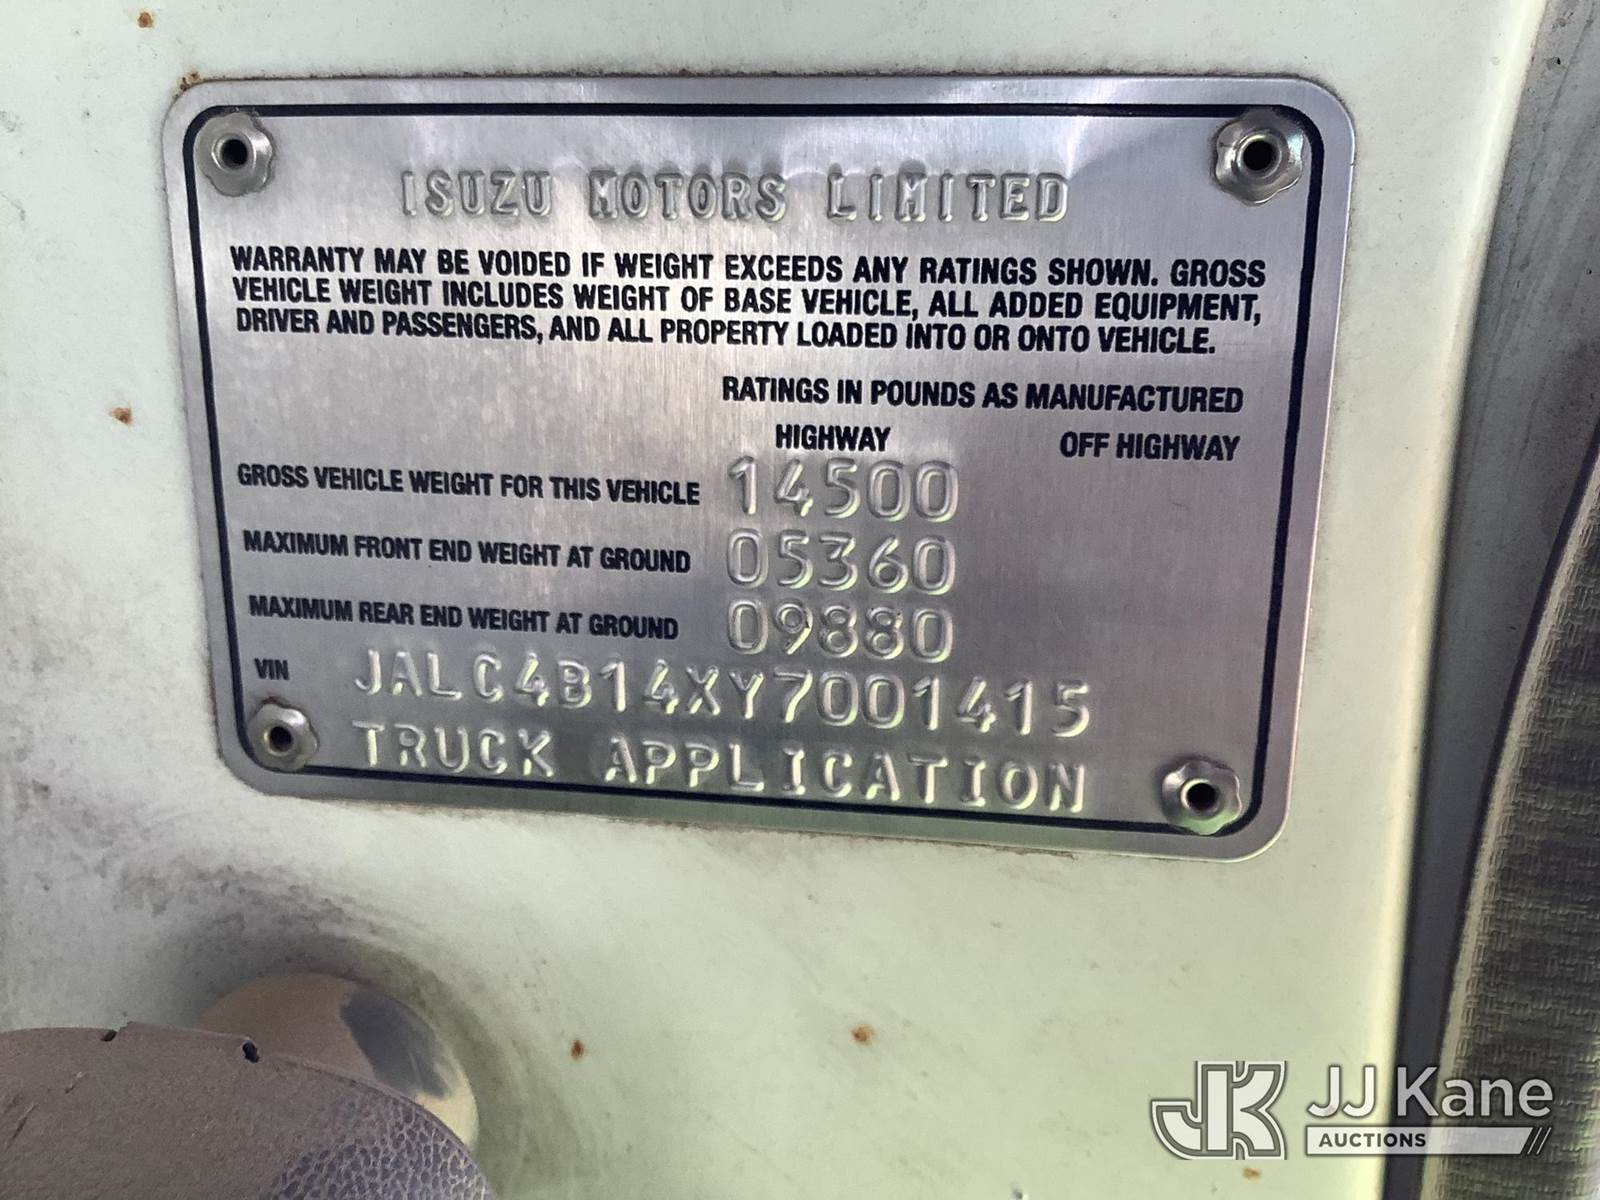 ISUZU MOTORS LIMITED
WARRANTY MAY BE VOIDED IF WEIGHT EXCEEDS ANY RATINGS SHOWN. GROSS
VEHICLE WEIGHT INCLUDES WEIGHT OF BASE VEHICLE, ALL ADDED EQUIPMENT,
DRIVER AND PASSENGERS, AND ALL PROPERTY LOADED INTO OR ONTO VEHICLE.
RATINGS IN POUNDS AS MANUFACTURED
HIGHWAY OFF HIGHWAY
GROSS VEHICLE WEIGHT FOR THIS VEHICLE 14500
MAXIMUM FRONT END WEIGHT AT GROUND 05360
MAXIMUM REAR END WEIGHT AT GROUND 09880
VIN JALC4B14XY7001415
TRUCK APPLICATION
JK JJ Kane
AUCTIONS